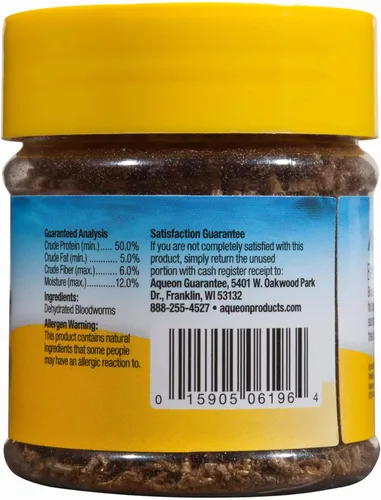 Guaranteed Analysis
Crude Protein (min.)..... 50.0%
Crude Fat (min.)........... 5.0%
Crude Fiber (max.)........ 6.0%
Moisture (max.).......... 12.0%
Ingredients:
Dehydrated Bloodworms
Allergen Warning:
This product contains natural
ingredients that some people
may have an allergic reaction to.
Satisfaction Guarantee
If you are not completely satisfied with this
product, simply return the unused
portion with cash register receipt to:
Aqueon Guarantee, 5401 W. Oakwood Park
Dr., Franklin, WI 53132
888-255-4527 • aqueonproducts.com
0 15905 06196 4